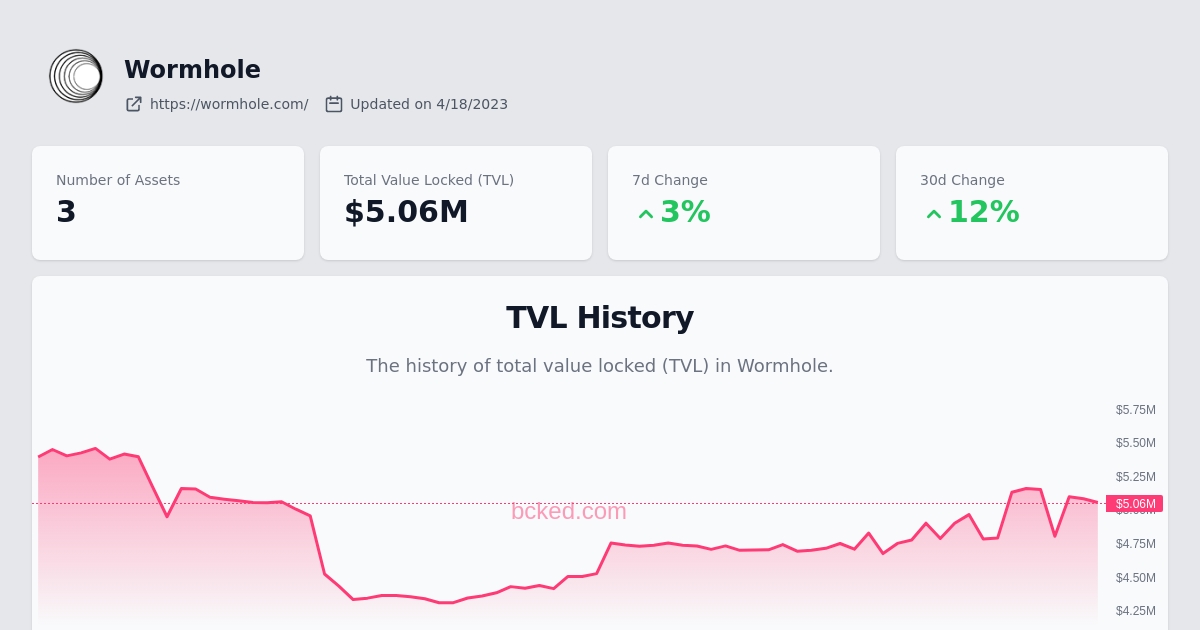 Wormhole
https://wormhole.com/ Updated on 4/18/2023
Number of Assets
3
Total Value Locked (TVL)
$5.06M
7d Change
3%
30d Change
12%
TVL History
The history of total value locked (TVL) in Wormhole.
$5.75M
$5.50M
$5.25M
$5.06M
$5.00M
bcked.com
$4.75M
$4.50M
$4.25M